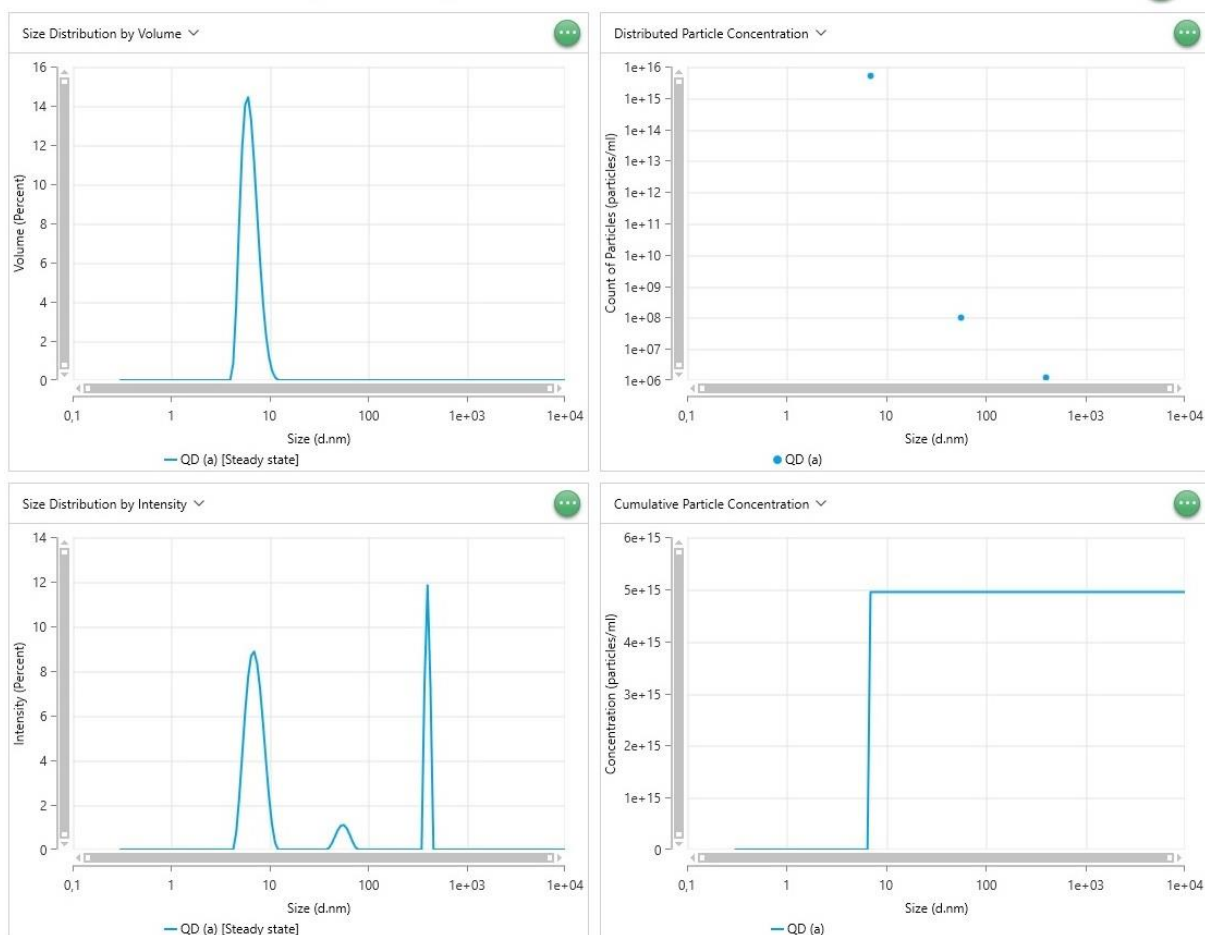 Size Distribution by Volume
16
14
12
10
8
6
4
2
0
Volume (Percent)
0,1 1 10 100 1e+03 1e+04
Size (d.nm)
QD (a) [Steady state]
Distributed Particle Concentration
1e+16
1e+15
1e+14
1e+13
1e+12
1e+11
1e+10
1e+09
1e+08
1e+07
1e+06
Count of Particles (particles/ml)
0,1 1 10 100 1e+03 1e+04
Size (d.nm)
QD (a)
Size Distribution by Intensity
14
12
10
8
6
4
2
0
Intensity (Percent)
0,1 1 10 100 1e+03 1e+04
Size (d.nm)
QD (a) [Steady state]
Cumulative Particle Concentration
6e+15
5e+15
4e+15
3e+15
2e+15
1e+15
0
Concentration (particles/ml)
0,1 1 10 100 1e+03 1e+04
Size (d.nm)
QD (a)